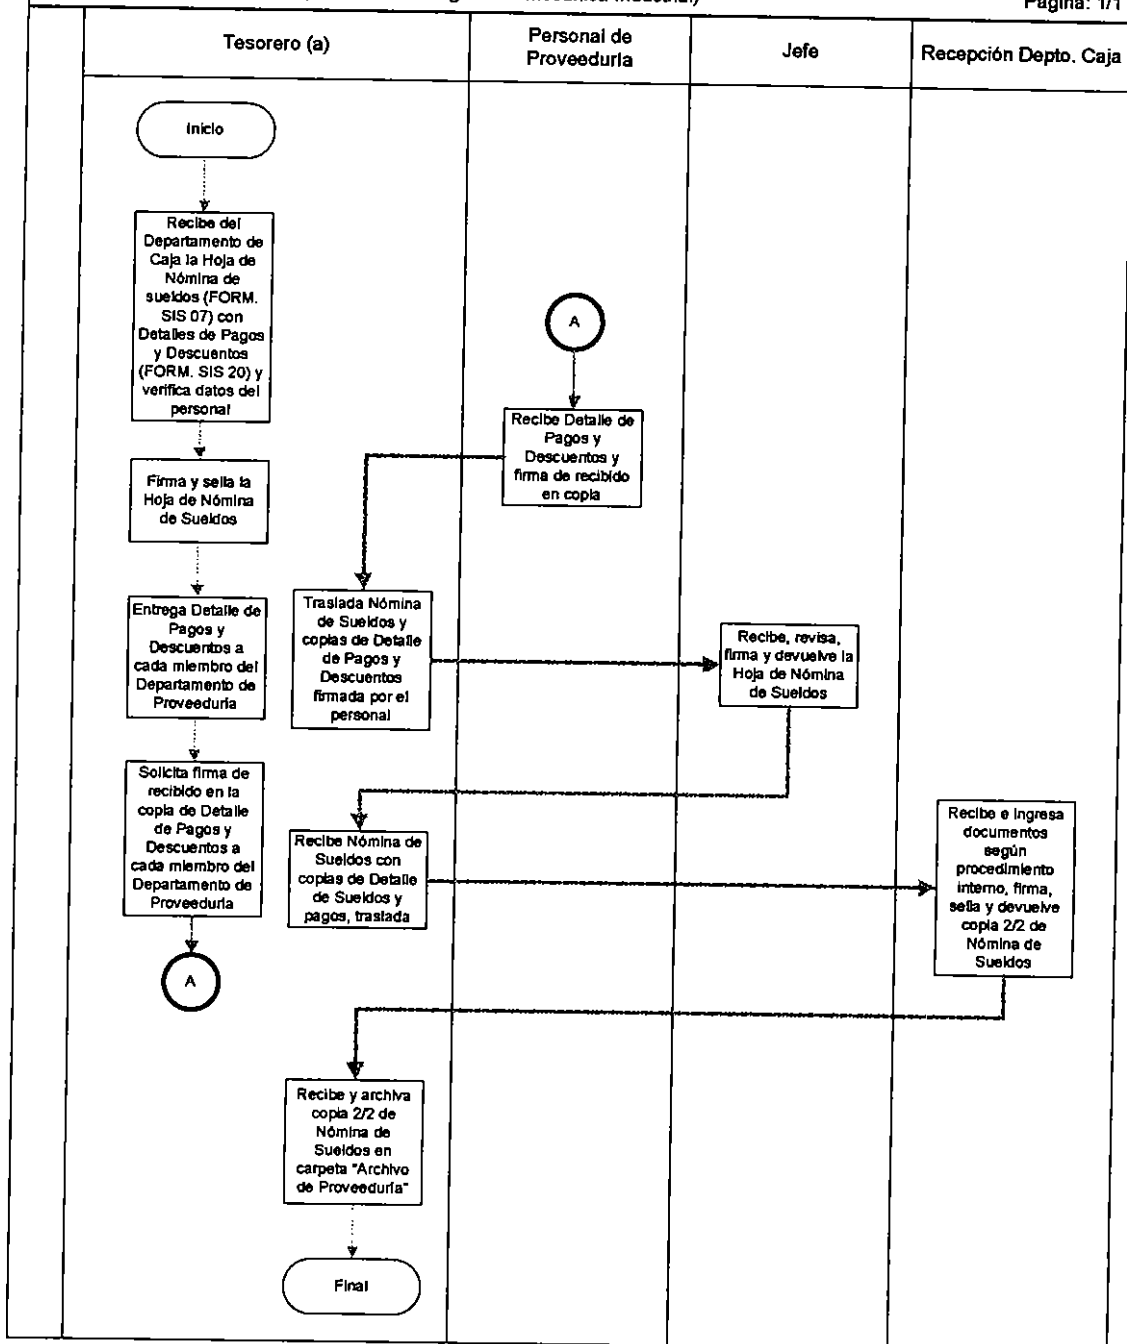 Página: 1/1
Tesorero (a)
Personal de
Proveeduría
Jefe
Recepción Depto. Caja
Inicio
Recibe del
Departamento de
Caja la Hoja de
Nómina de
sueldos (FORM.
SIS 07) con
Detalles de Pagos
y Descuentos
(FORM. SIS 20) y
verifica datos del
personal
Firma y sella la
Hoja de Nómina
de Sueldos
Entrega Detalle de
Pagos y
Descuentos a
cada miembro del
Departamento de
Proveeduría
Solicita firma de
recibido en la
copia de Detalle
de Pagos y
Descuentos a
cada miembro del
Departamento de
Proveeduría
A
A
Recibe Detalle de
Pagos y
Descuentos y
firma de recibido
en copia
Traslada Nómina
de Sueldos y
copias de Detalle
de Pagos y
Descuentos
firmada por el
personal
Recibe, revisa,
firma y devuelve la
Hoja de Nómina
de Sueldos
Recibe Nómina de
Sueldos con
copias de Detalle
de Sueldos y
pagos, traslada
Recibe e ingresa
documentos
según
procedimiento
interno, firma,
sella y devuelve
copia 2/2 de
Nómina de
Sueldos
Recibe y archiva
copia 2/2 de
Nómina de
Sueldos en
carpeta "Archivo
de Proveeduría"
Final